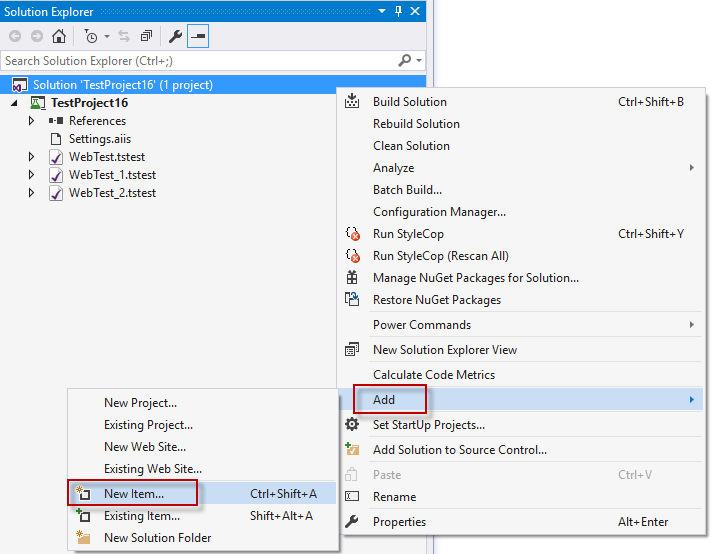 Solution Explorer
Search Solution Explorer (Ctrl+;)
Solution 'TestProject16' (1 project)
TestProject16
References
Settings.aiis
WebTest.tstest
WebTest_1.tstest
WebTest_2.tstest
Build Solution Ctrl+Shift+B
Rebuild Solution
Clean Solution
Analyze
Batch Build...
Configuration Manager...
Run StyleCop Ctrl+Shift+Y
Run StyleCop (Rescan All)
Manage NuGet Packages for Solution...
Restore NuGet Packages
Power Commands
New Solution Explorer View
Calculate Code Metrics
Add
Set StartUp Projects...
Add Solution to Source Control...
Paste Ctrl+V
Rename
Properties Alt+Enter
New Project...
Existing Project...
New Web Site...
Existing Web Site...
New Item... Ctrl+Shift+A
Existing Item... Shift+Alt+A
New Solution Folder